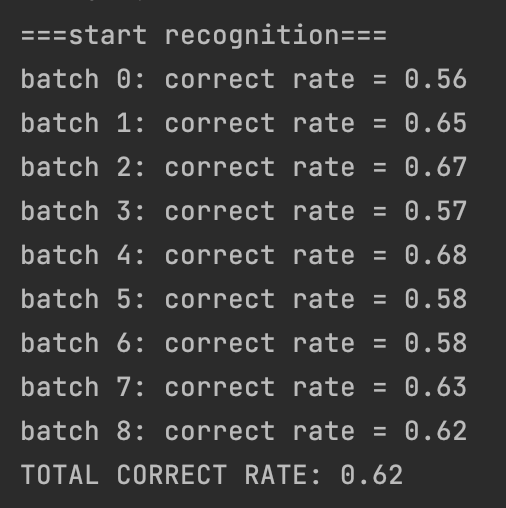 ===start recognition===
batch 0: correct rate = 0.56
batch 1: correct rate = 0.65
batch 2: correct rate = 0.67
batch 3: correct rate = 0.57
batch 4: correct rate = 0.68
batch 5: correct rate = 0.58
batch 6: correct rate = 0.58
batch 7: correct rate = 0.63
batch 8: correct rate = 0.62
TOTAL CORRECT RATE: 0.62